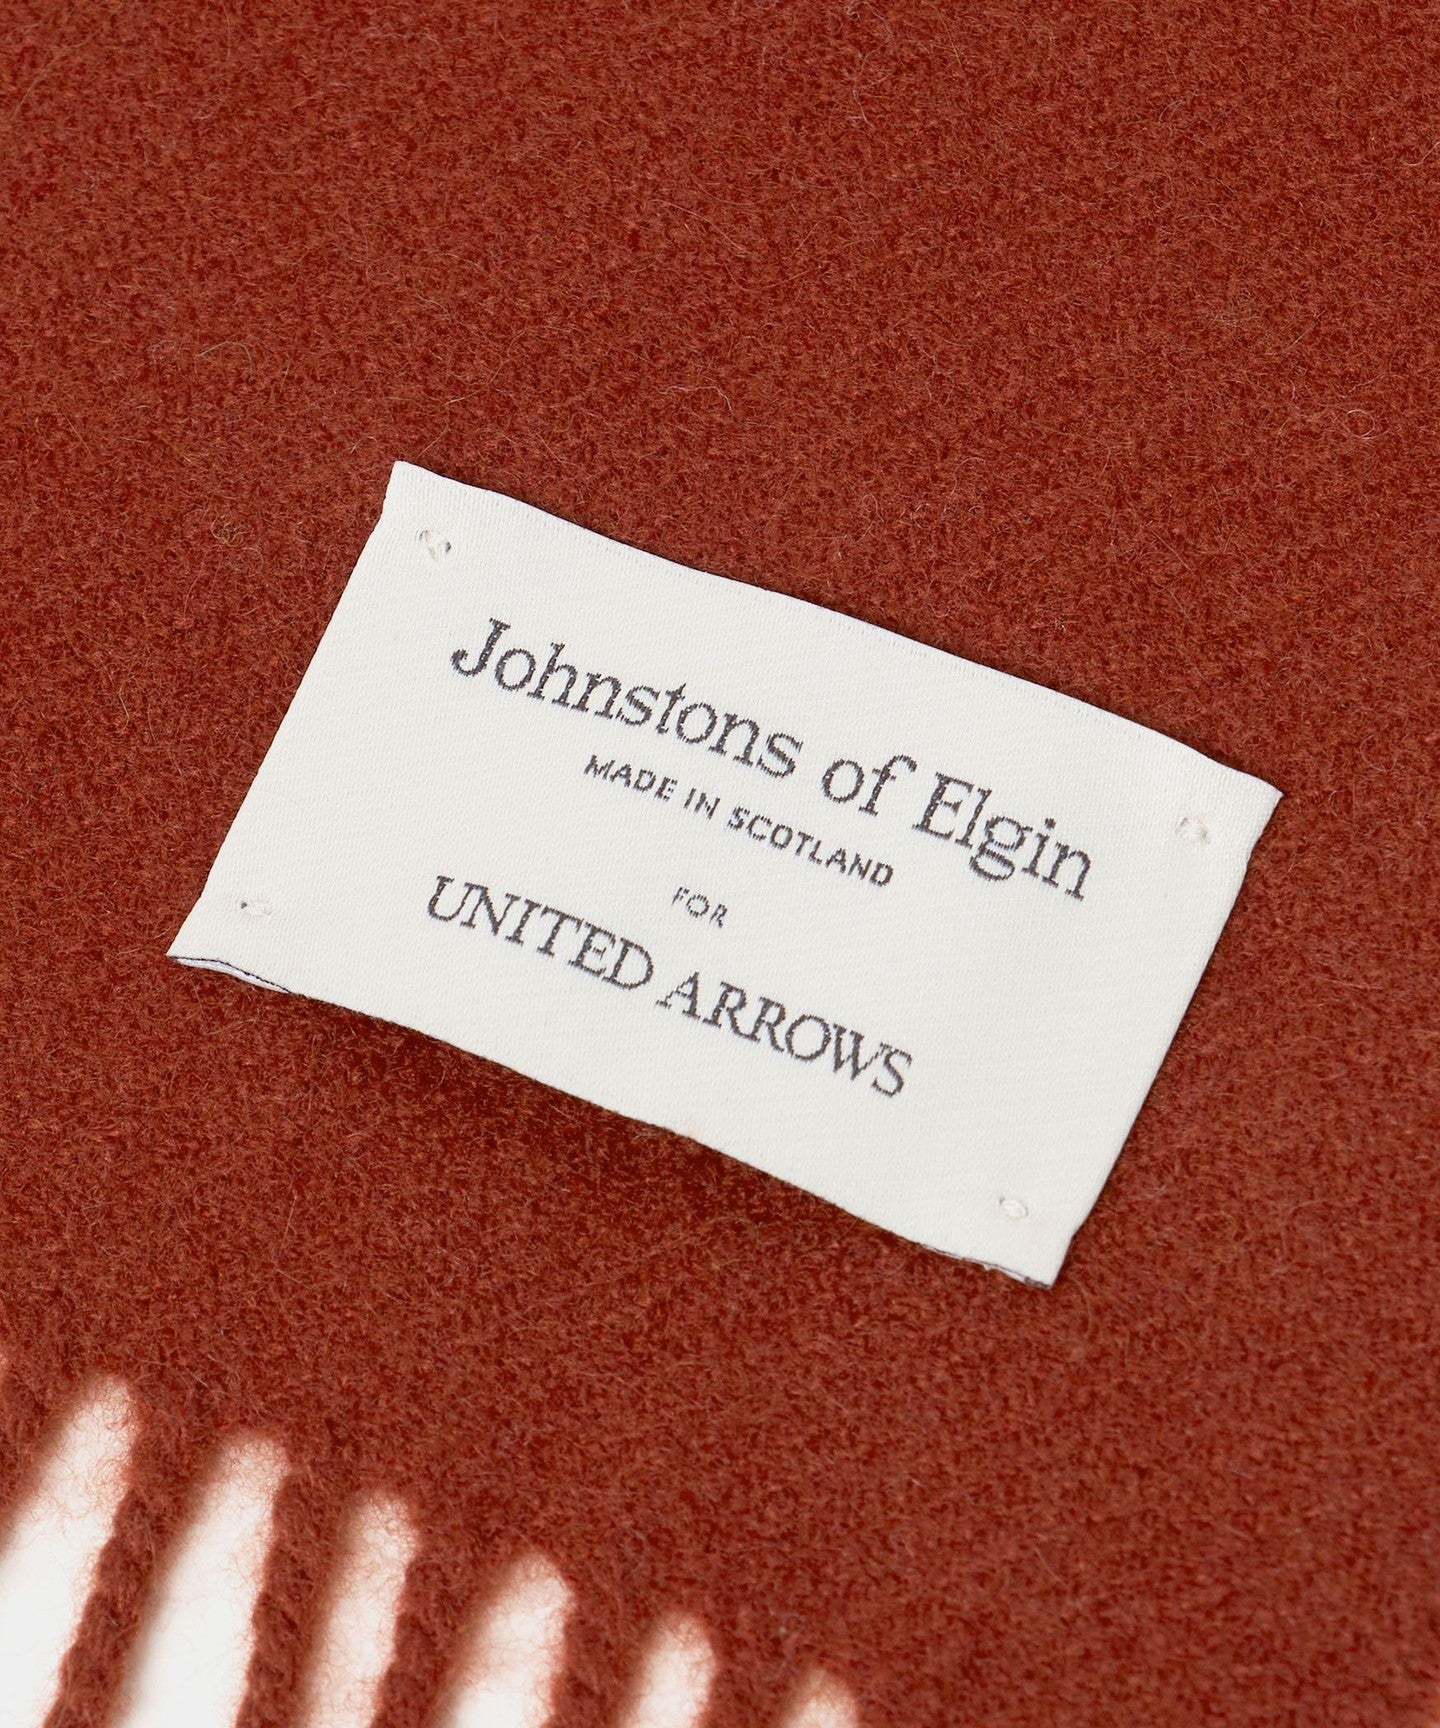 Johnstons of Elgin
MADE IN SCOTLAND
FOR
UNITED ARROWS